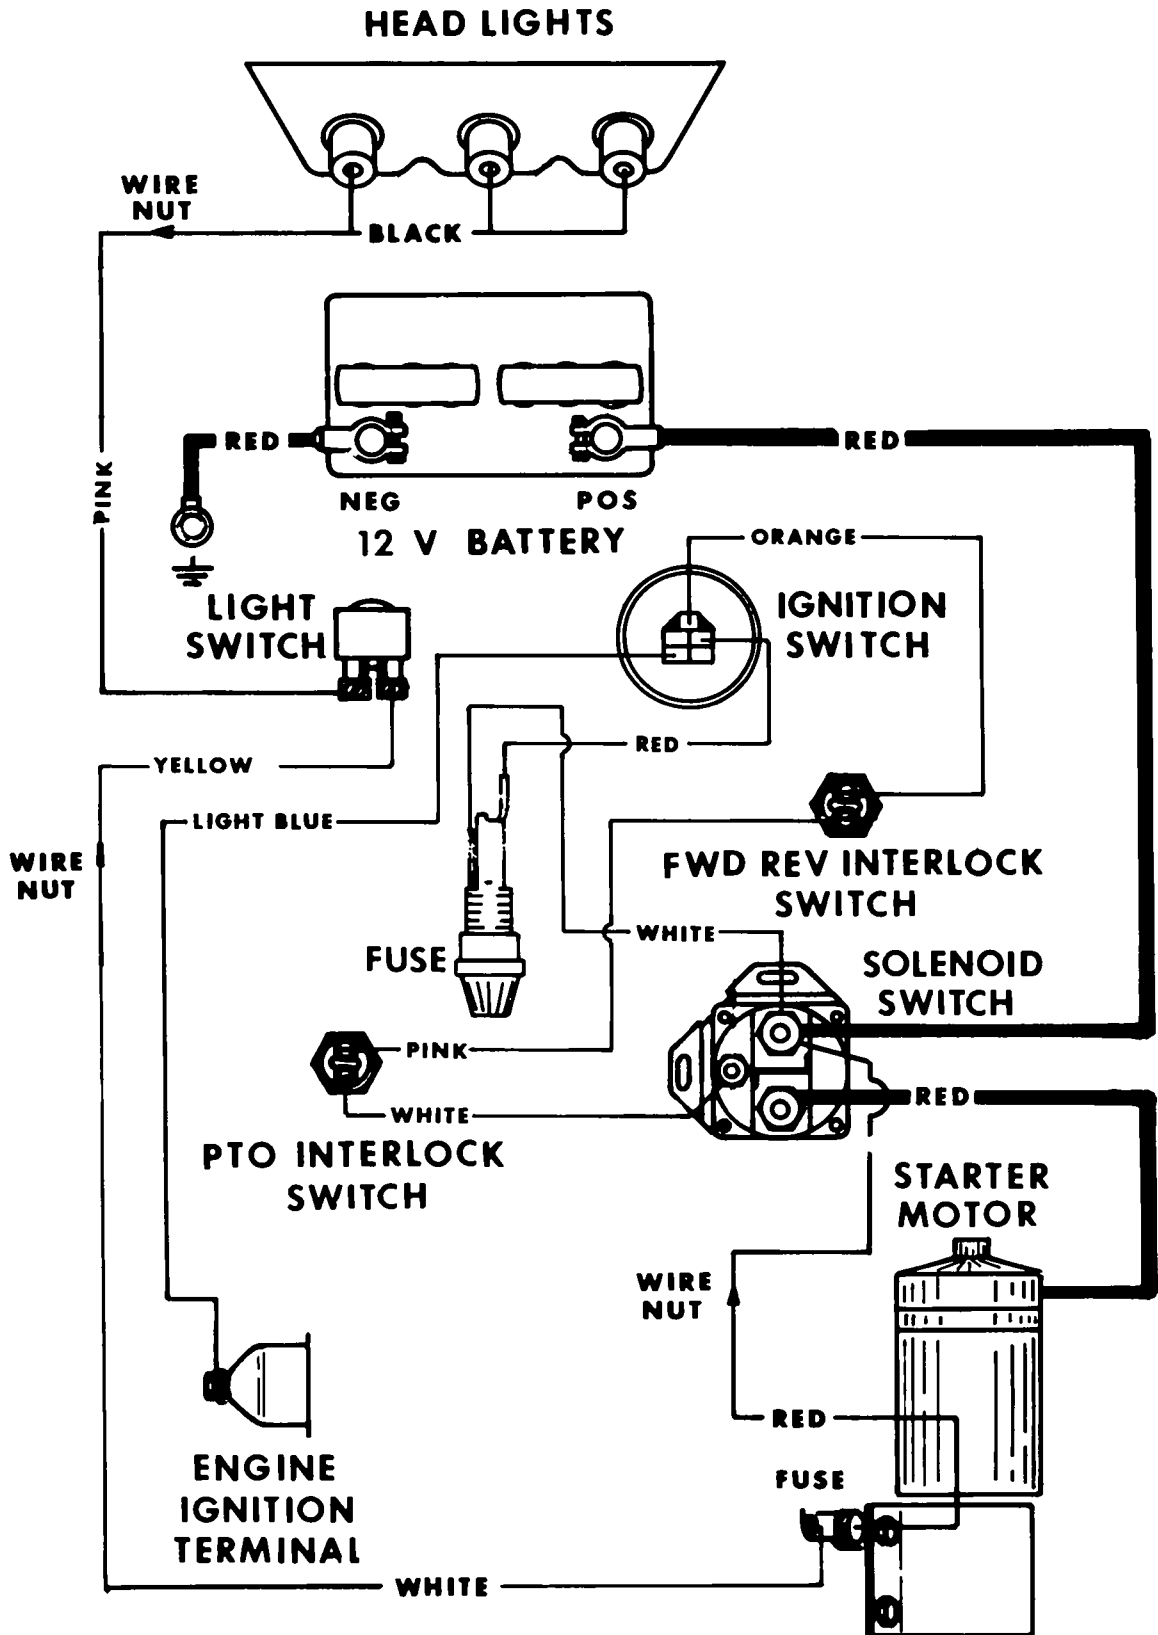 HEAD LIGHTS
WIRE
NUT
BLACK
PINK
RED
RED
NEG
POS
12 V BATTERY
ORANGE
LIGHT
SWITCH
IGNITION
SWITCH
RED
YELLOW
LIGHT BLUE
WIRE
NUT
FWD REV INTERLOCK
SWITCH
WHITE
FUSE
SOLENOID
SWITCH
PINK
RED
WHITE
PTO INTERLOCK
SWITCH
STARTER
MOTOR
WIRE
NUT
RED
ENGINE
IGNITION
TERMINAL
FUSE
WHITE